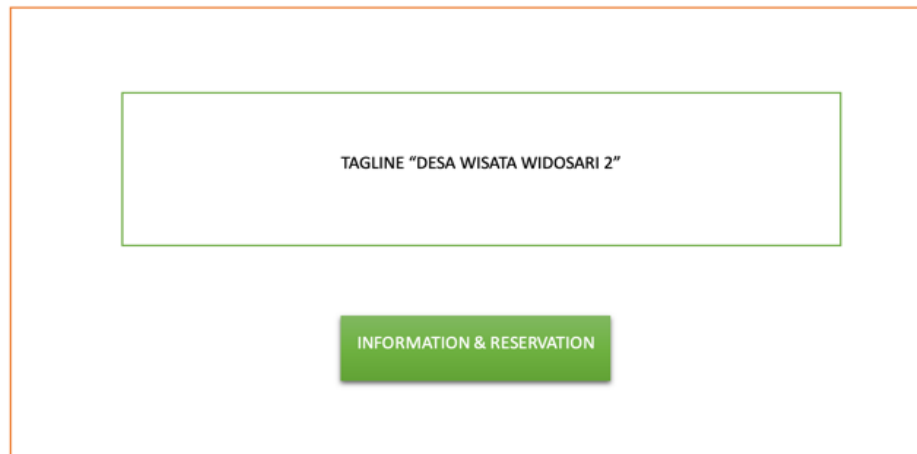 TAGLINE “DESA WISATA WIDOSARI 2”
INFORMATION & RESERVATION